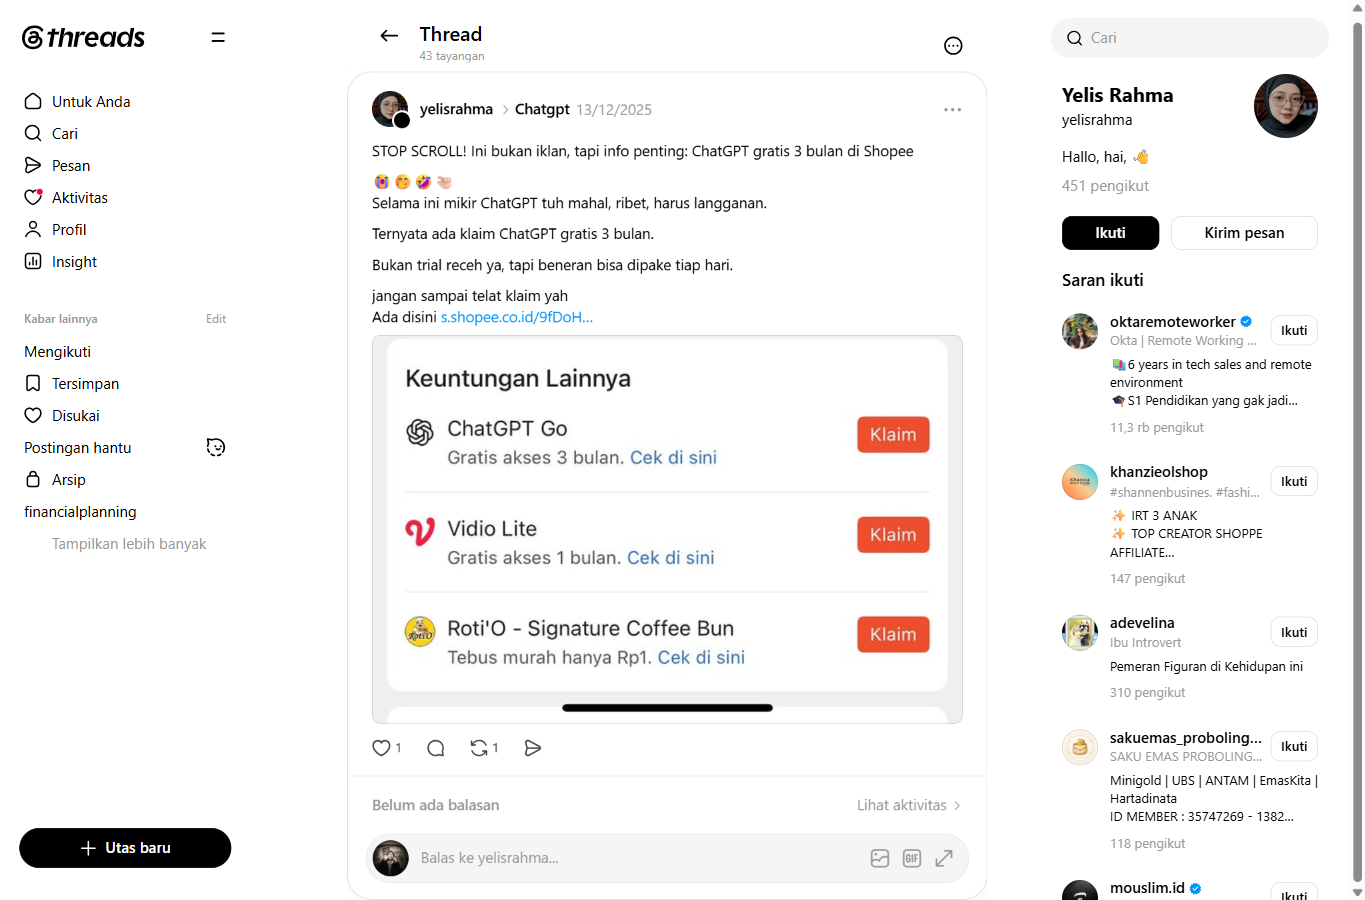 threads
Untuk Anda
Cari
Pesan
Aktivitas
Profil
Insight
Kabar lainnya
Edit
Mengikuti
Tersimpan
Disukai
Postingan hantu
Arsip
financialplanning
Tampilkan lebih banyak
Utas baru
Thread
43 tayangan
yelisrahma > Chatgpt 13/12/2025
STOP SCROLL! Ini bukan iklan, tapi info penting: ChatGPT gratis 3 bulan di Shopee
😭🤭🤣🤏🏻
Selama ini mikir ChatGPT tuh mahal, ribet, harus langganan.
Ternyata ada klaim ChatGPT gratis 3 bulan.
Bukan trial receh ya, tapi beneran bisa dipake tiap hari.
jangan sampai telat klaim yah
Ada disini s.shopee.co.id/9fDoH...
Keuntungan Lainnya
ChatGPT Go
Gratis akses 3 bulan. Cek di sini
Klaim
Vidio Lite
Gratis akses 1 bulan. Cek di sini
Klaim
RotiO
Roti'O - Signature Coffee Bun
Tebus murah hanya Rp1. Cek di sini
Klaim
1
1
Belum ada balasan
Lihat aktivitas >
Balas ke yelisrahma...
GIF
Cari
Yelis Rahma
yelisrahma
Hallo, hai, 👋
451 pengikut
Ikuti
Kirim pesan
Saran ikuti
oktaremoteworker
Okta | Remote Working ...
Ikuti
📚6 years in tech sales and remote
environment
🎓S1 Pendidikan yang gak jadi...
11,3 rb pengikut
khanzieolshop
#shannenbusines. #fashi...
Ikuti
✨ IRT 3 ANAK
✨ TOP CREATOR SHOPPE
AFFILIATE...
147 pengikut
adevelina
Ibu Introvert
Ikuti
Pemeran Figuran di Kehidupan ini
310 pengikut
sakuemas_proboling...
SAKU EMAS PROBOLING...
Ikuti
Minigold | UBS | ANTAM | EmasKita |
Hartadinata
ID MEMBER : 35747269 - 1382...
118 pengikut
mouslim.id
Ikuti